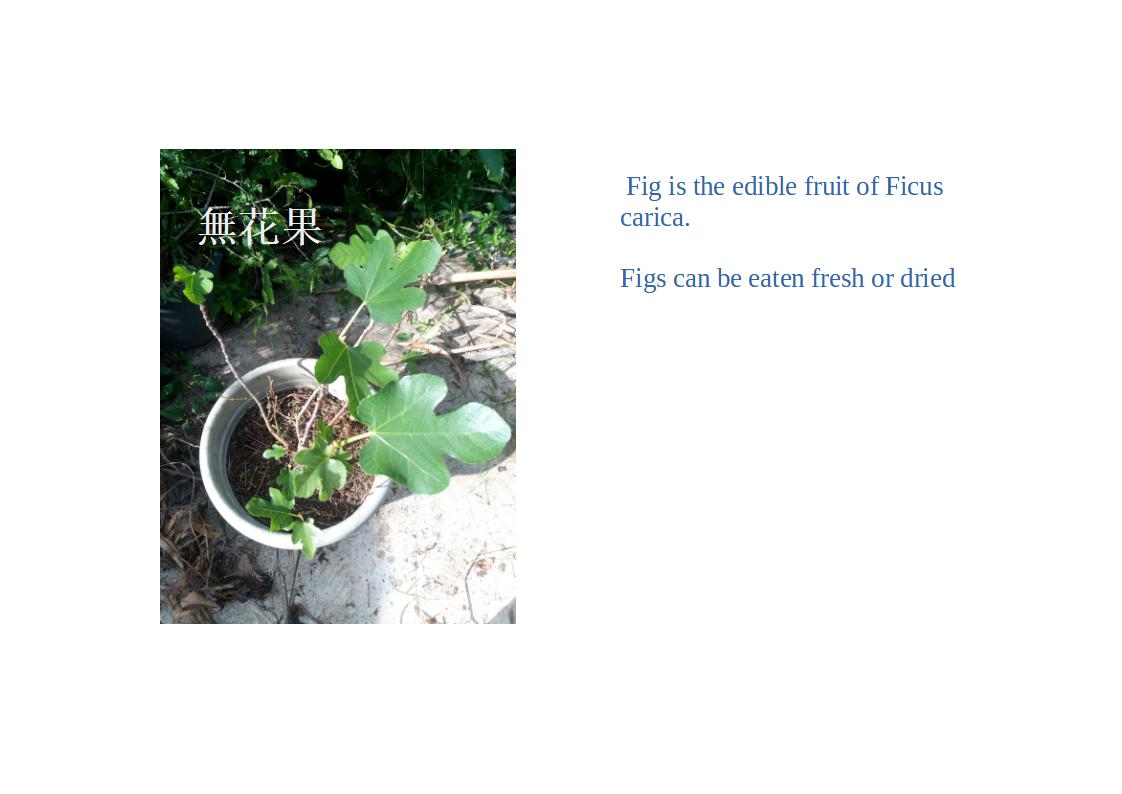 無花果
Fig is the edible fruit of Ficus
carica.
Figs can be eaten fresh or dried